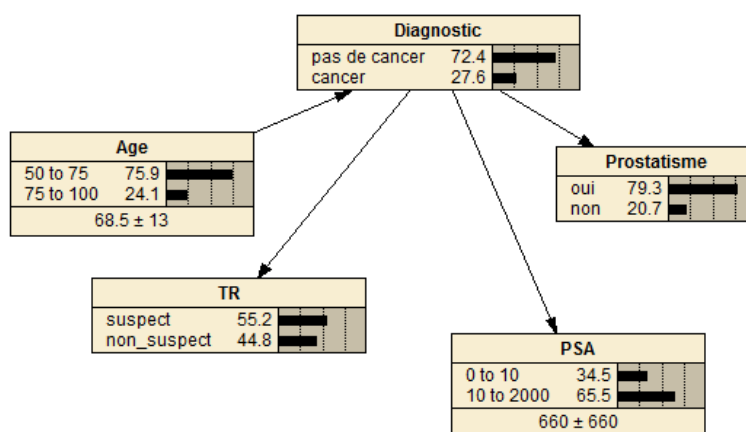 Diagnostic
pas de cancer 72.4
cancer 27.6
Age
50 to 75 75.9
75 to 100 24.1
68.5 ± 13
Prostatisme
oui 79.3
non 20.7
TR
suspect 55.2
non_suspect 44.8
PSA
0 to 10 34.5
10 to 2000 65.5
660 ± 660